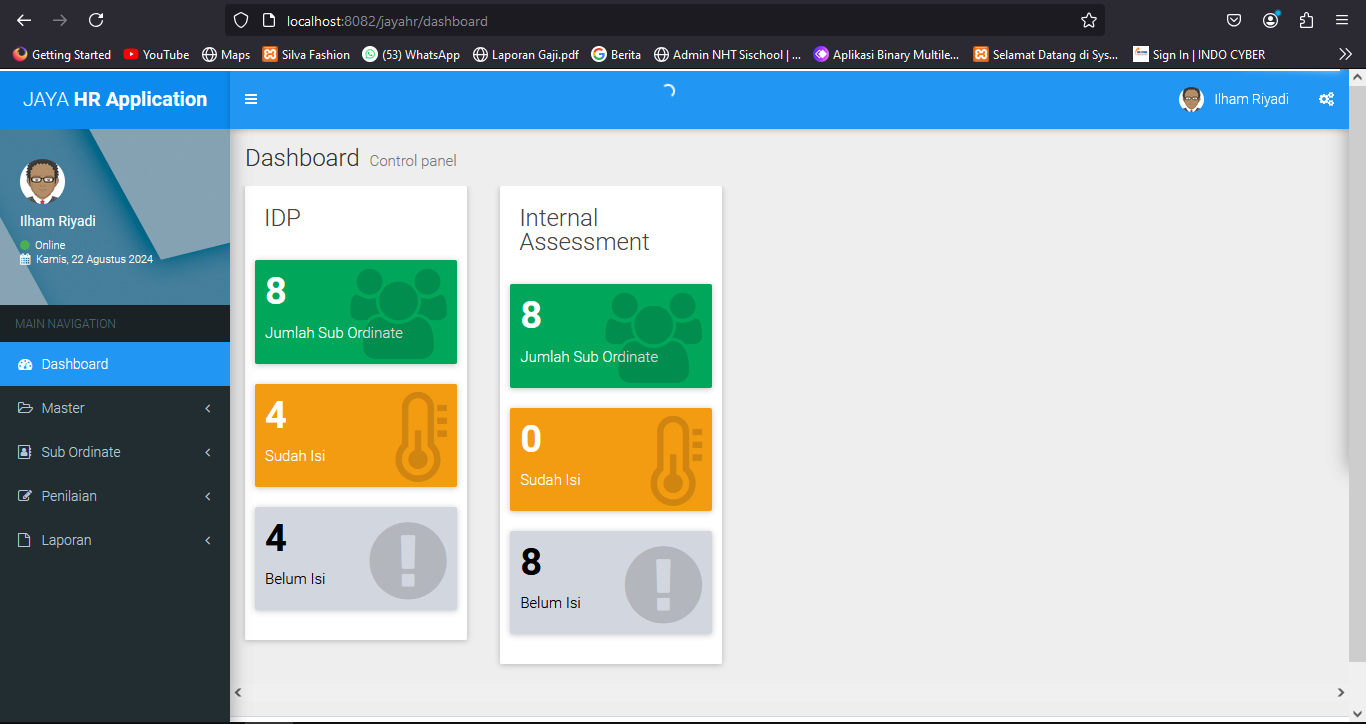 localhost:8082/jayahr/dashboard
Getting Started
YouTube
Maps
Silva Fashion
(53) WhatsApp
Laporan Gaji.pdf
Berita
Admin NHT Sischool | ...
Aplikasi Binary Multile...
Selamat Datang di Sys...
Sign In | INDO CYBER
JAYA HR Application
Ilham Riyadi
Ilham Riyadi
Online
Kamis, 22 Agustus 2024
MAIN NAVIGATION
Dashboard
Master
Sub Ordinate
Penilaian
Laporan
Dashboard Control panel
IDP
8
Jumlah Sub Ordinate
4
Sudah Isi
4
Belum Isi
Internal
Assessment
8
Jumlah Sub Ordinate
0
Sudah Isi
8
Belum Isi